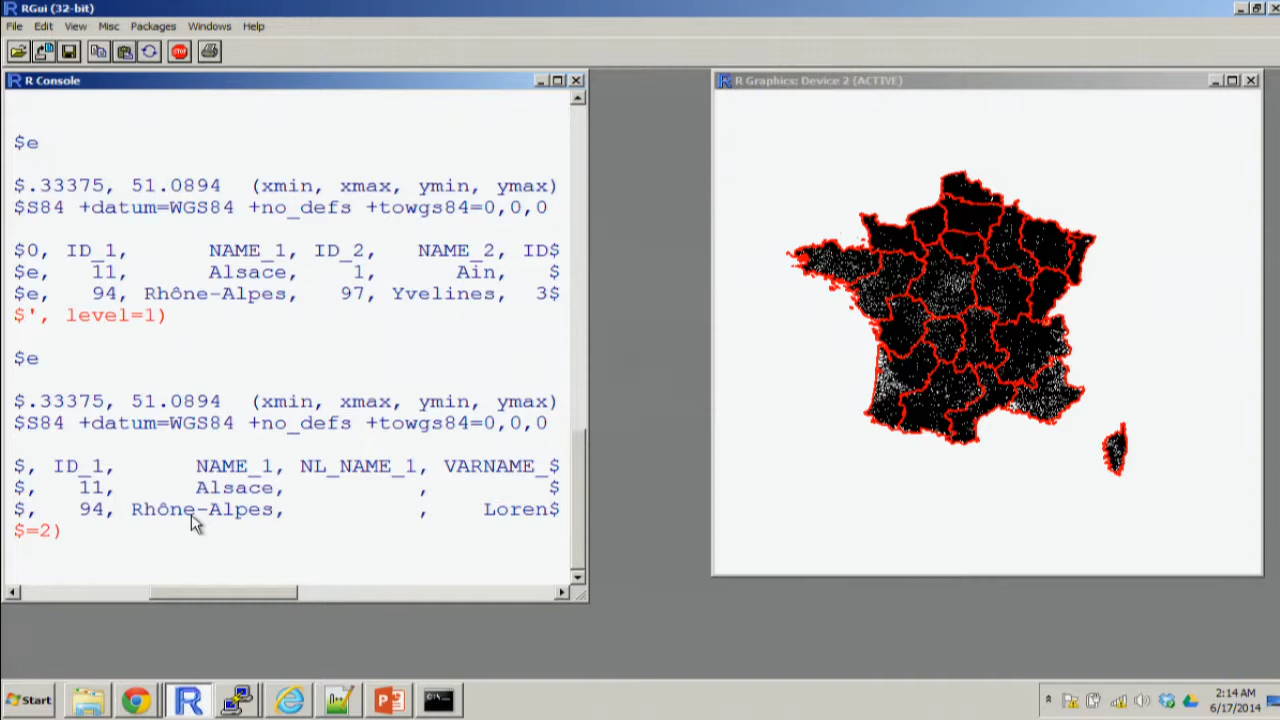 RGui (32-bit)
File Edit View Misc Packages Windows Help
STOP
R Console
$e
$.33375, 51.0894 (xmin, xmax, ymin, ymax)
$S84 +datum=WGS84 +no_defs +towgs84=0,0,0
$0, ID_1, NAME_1, ID_2, NAME_2, ID$
$e, 11, Alsace, 1, Ain, $
$e, 94, Rhône-Alpes, 97, Yvelines, 3$
$', level=1)
$e
$.33375, 51.0894 (xmin, xmax, ymin, ymax)
$S84 +datum=WGS84 +no_defs +towgs84=0,0,0
$, ID_1, NAME_1, NL_NAME_1, VARNAME_$
$, 11, Alsace, , $
$, 94, Rhône-Alpes, , Loren$
$=2)
R Graphics: Device 2 (ACTIVE)
Start
2:14 AM
6/17/2014